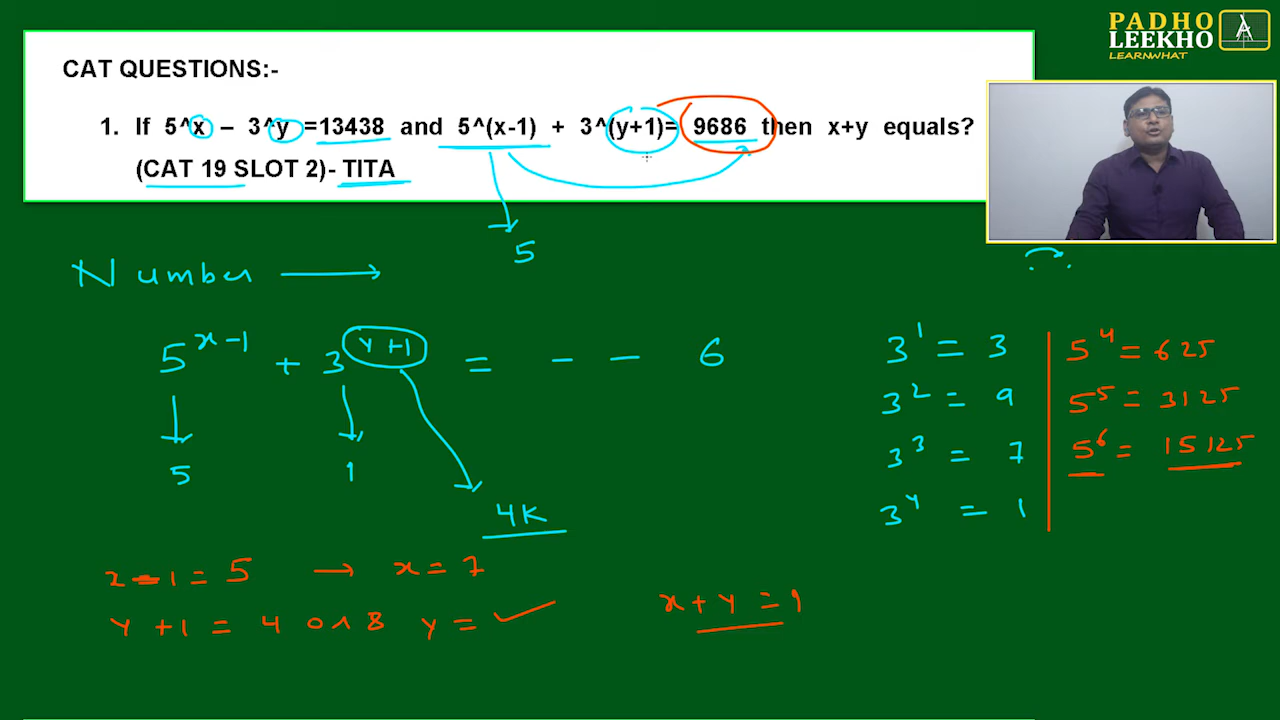 PADHO
LEEKHO
LEARNWHAT
CAT QUESTIONS:-
1. If 5^x – 3^y =13438 and 5^(x-1) + 3^(y+1)= 9686 then x+y equals?
(CAT 19 SLOT 2)- TITA
5
Number →
5^{x-1} + 3^{y+1} = - - 6
5 1
4K
3^1 = 3
3^2 = 9
3^3 = 7
3^4 = 1
5^4 = 625
5^5 = 3125
5^6 = 15125
x-1 = 5 → x = 7
y+1 = 4 or 8 y = ✓
x+y =